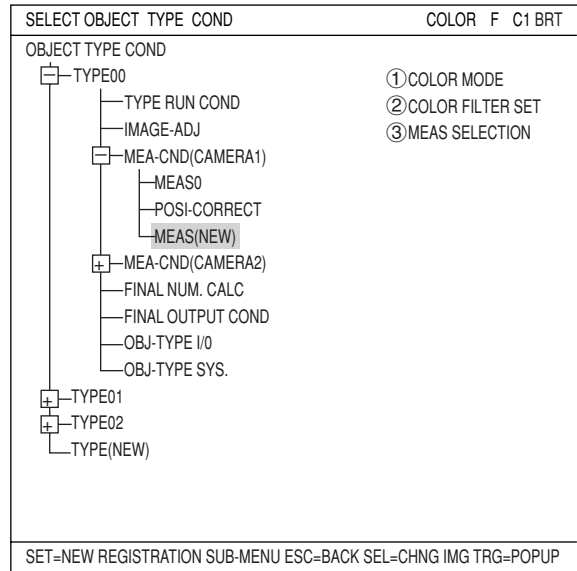 SELECT OBJECT TYPE COND COLOR F C1 BRT
OBJECT TYPE COND
TYPE00
①COLOR MODE
TYPE RUN COND
②COLOR FILTER SET
IMAGE-ADJ
③MEAS SELECTION
MEA-CND(CAMERA1)
MEAS0
POSI-CORRECT
MEAS(NEW)
MEA-CND(CAMERA2)
FINAL NUM. CALC
FINAL OUTPUT COND
OBJ-TYPE I/0
OBJ-TYPE SYS.
TYPE01
TYPE02
TYPE(NEW)
SET=NEW REGISTRATION SUB-MENU ESC=BACK SEL=CHNG IMG TRG=POPUP